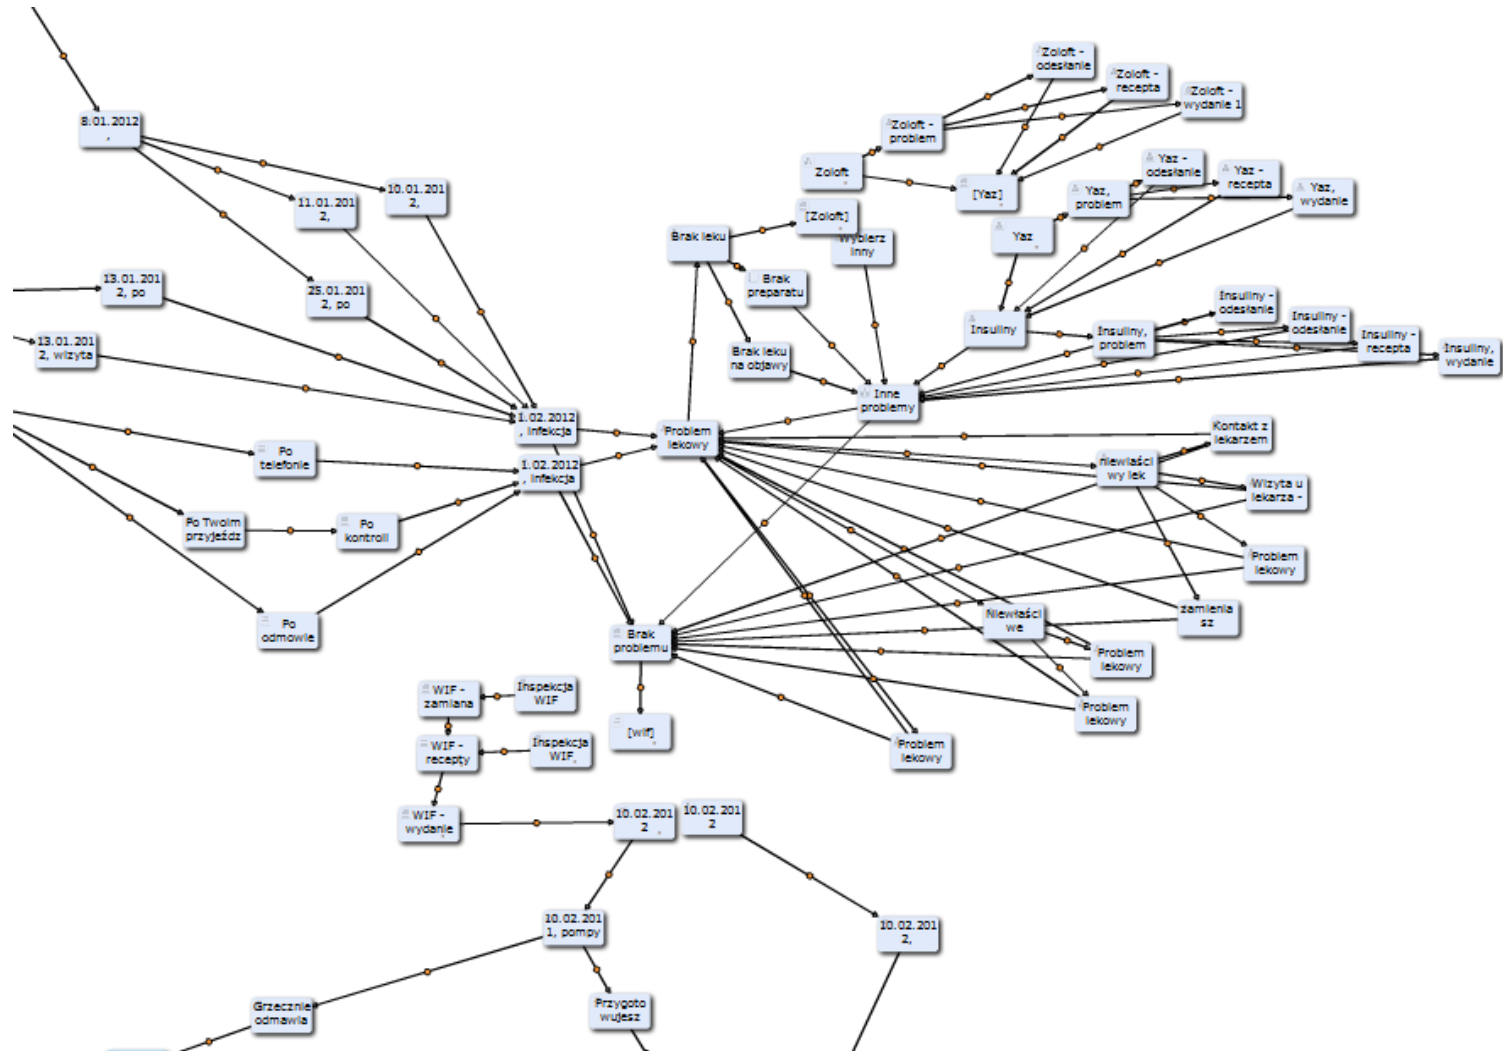 Zoloft -
odesłanie
Zoloft -
recepta
Zoloft -
wydanie 1
8.01.2012
,
Zoloft -
problem
Zoloft
[Yaz]
Yaz -
odesłanie
Yaz -
recepta
Yaz,
wydanie
Yaz,
problem
11.01.201
2,
10.01.201
2,
[Zoloft]
Brak leku
Wybierz
inny
Yaz
13.01.201
2, po
25.01.201
2, po
Brak
preparatu
Insuliny
Insuliny -
odesłanie
Insuliny,
problem
Insuliny -
odesłanie
Insuliny -
recepta
Insuliny,
wydanie
13.01.201
2, wizyta
Brak leku
na objawy
Inne
problemy
1.02.2012
, infekcja
Problem
lekowy
Kontakt z
lekarzem
Po
telefonie
1.02.2012
, infekcja
niewłaści
wy lek
Wizyta u
lekarza -
Po Twoim
przyjeźdz
Po
kontroli
Problem
lekowy
Po
odmowie
Brak
problemu
Niewłaści
we
zamienia
sz
Problem
lekowy
WIF -
zamiana
Inspekcja
WIF
Problem
lekowy
[wif]
WIF -
recepty
Inspekcja
WIF,
Problem
lekowy
WIF -
wydanie
10.02.201
2
10.02.201
2
10.02.201
1, pompy
10.02.201
2,
Grzecznie
odmawia
Przygoto
wujesz